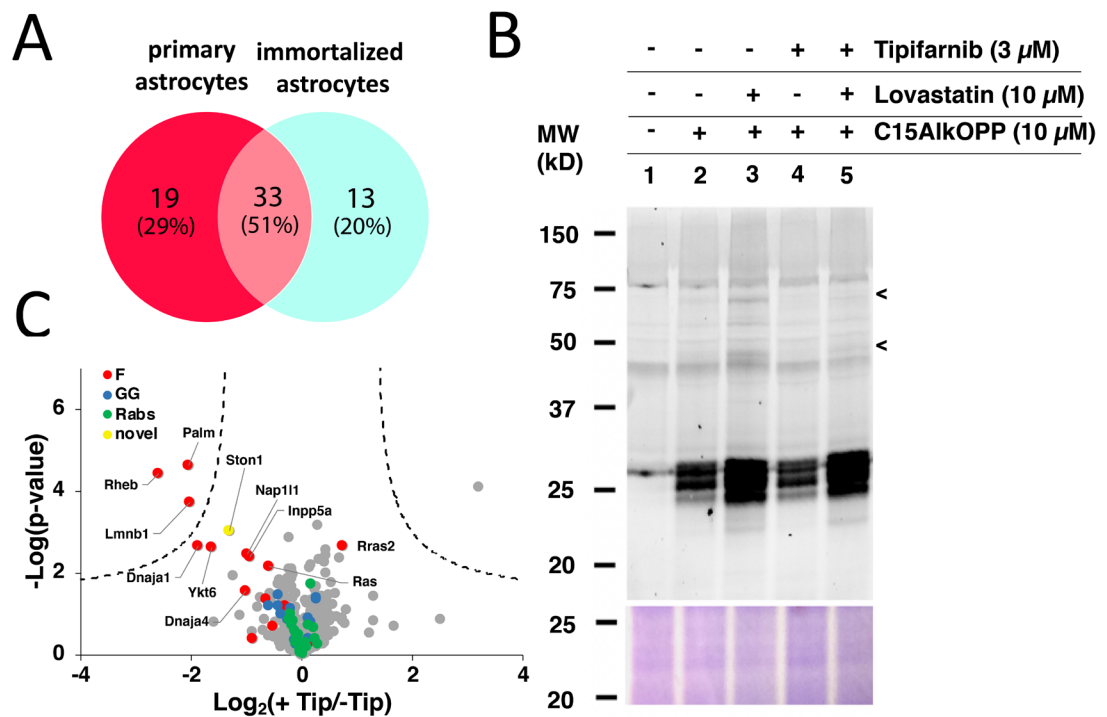 A
primary
astrocytes
immortalized
astrocytes
19
(29%)
33
(51%)
13
(20%)
B
- - - + + Tipifarnib (3 µM)
- - + - + Lovastatin (10 µM)
- + + + + C15AlkOPP (10 µM)
MW
(kD)
1 2 3 4 5
150
75
<
50
<
37
25
20
25
20
C
F
GG
Rabs
novel
-Log(p-value)
6
4
2
0
Palm
Rheb
Lmnb1
Ston1
Nap1l1
Inpp5a
Rras2
Dnaja1
Ykt6
Ras
Dnaja4
-4 -2 0 2 4
Log2(+ Tip/-Tip)